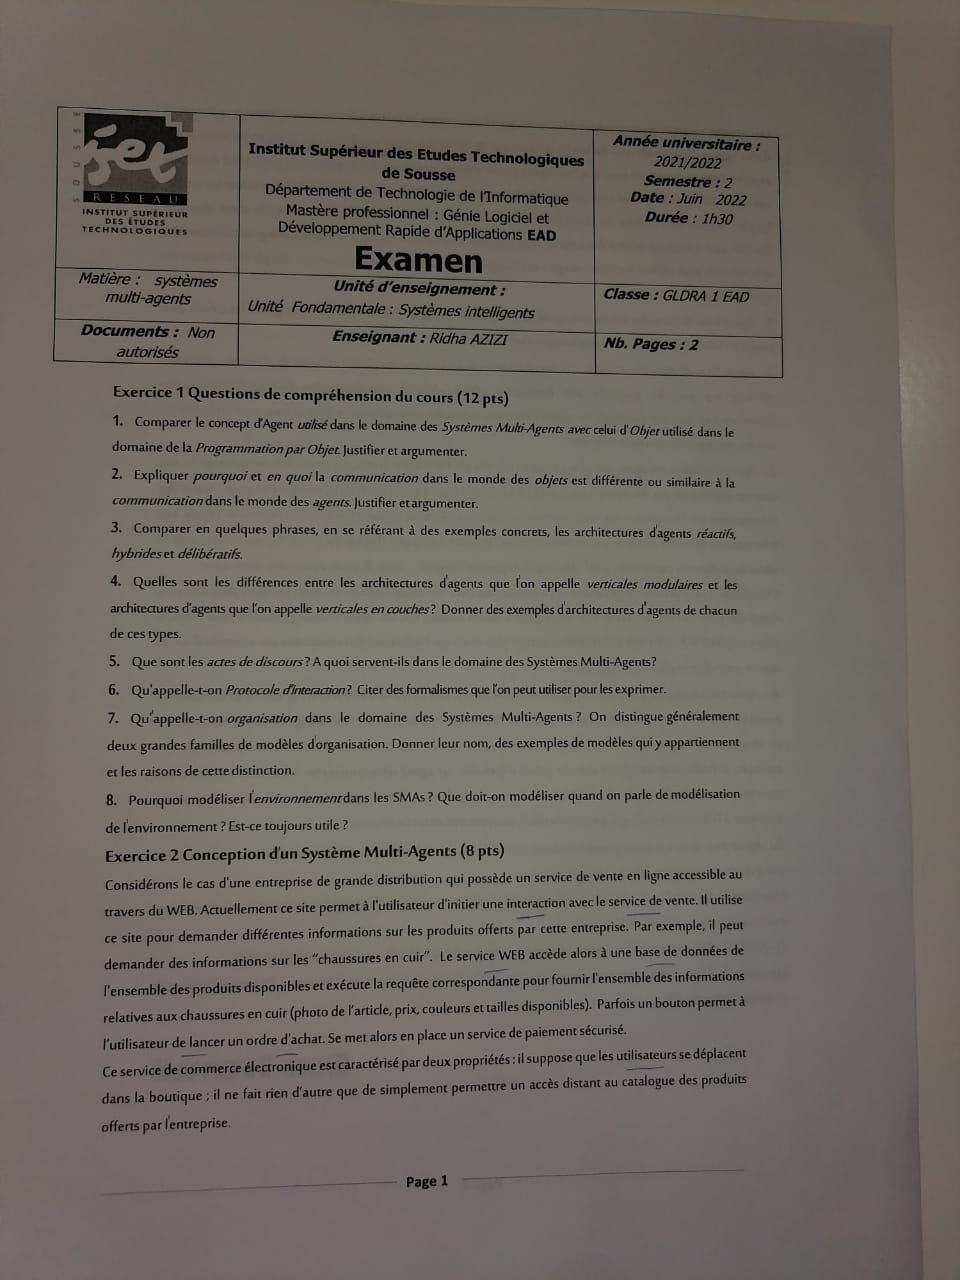 iset
RESEAU
INSTITUT SUPÉRIEUR
DES ÉTUDES
TECHNOLOGIQUES
Institut Supérieur des Etudes Technologiques
de Sousse
Département de Technologie de l'Informatique
Mastère professionnel : Génie Logiciel et
Développement Rapide d'Applications EAD
Examen
Année universitaire :
2021/2022
Semestre : 2
Date : Juin 2022
Durée : 1h30
Matière : systèmes
multi-agents
Unité d'enseignement :
Unité Fondamentale : Systèmes intelligents
Classe : GLDRA 1 EAD
Documents : Non
autorisés
Enseignant : Ridha AZIZI
Nb. Pages : 2
Exercice 1 Questions de compréhension du cours (12 pts)
1. Comparer le concept d'Agent utilisé dans le domaine des Systèmes Multi-Agents avec celui d'Objet utilisé dans le
domaine de la Programmation par Objet. Justifier et argumenter.
2. Expliquer pourquoi et en quoi la communication dans le monde des objets est différente ou similaire à la
communication dans le monde des agents. Justifier et argumenter.
3. Comparer en quelques phrases, en se référant à des exemples concrets, les architectures d'agents réactifs,
hybrides et délibératifs.
4. Quelles sont les différences entre les architectures d'agents que l'on appelle verticales modulaires et les
architectures d'agents que l'on appelle verticales en couches ? Donner des exemples d'architectures d'agents de chacun
de ces types.
5. Que sont les actes de discours ? A quoi servent-ils dans le domaine des Systèmes Multi-Agents?
6. Qu'appelle-t-on Protocole d'Interaction ? Citer des formalismes que l'on peut utiliser pour les exprimer.
7. Qu'appelle-t-on organisation dans le domaine des Systèmes Multi-Agents ? On distingue généralement
deux grandes familles de modèles d'organisation. Donner leur nom, des exemples de modèles qui y appartiennent
et les raisons de cette distinction.
8. Pourquoi modéliser l'environnement dans les SMAs ? Que doit-on modéliser quand on parle de modélisation
de l'environnement ? Est-ce toujours utile ?
Exercice 2 Conception d'un Système Multi-Agents (8 pts)
Considérons le cas d'une entreprise de grande distribution qui possède un service de vente en ligne accessible au
travers du WEB. Actuellement ce site permet à l'utilisateur d'initier une interaction avec le service de vente. Il utilise
ce site pour demander différentes informations sur les produits offerts par cette entreprise. Par exemple, il peut
demander des informations sur les "chaussures en cuir". Le service WEB accède alors à une base de données de
l'ensemble des produits disponibles et exécute la requête correspondante pour fournir l'ensemble des informations
relatives aux chaussures en cuir (photo de l'article, prix, couleurs et tailles disponibles). Parfois un bouton permet à
l'utilisateur de lancer un ordre d'achat. Se met alors en place un service de paiement sécurisé.
Ce service de commerce électronique est caractérisé par deux propriétés : il suppose que les utilisateurs se déplacent
dans la boutique ; il ne fait rien d'autre que de simplement permettre un accès distant au catalogue des produits
offerts par l'entreprise.
Page 1